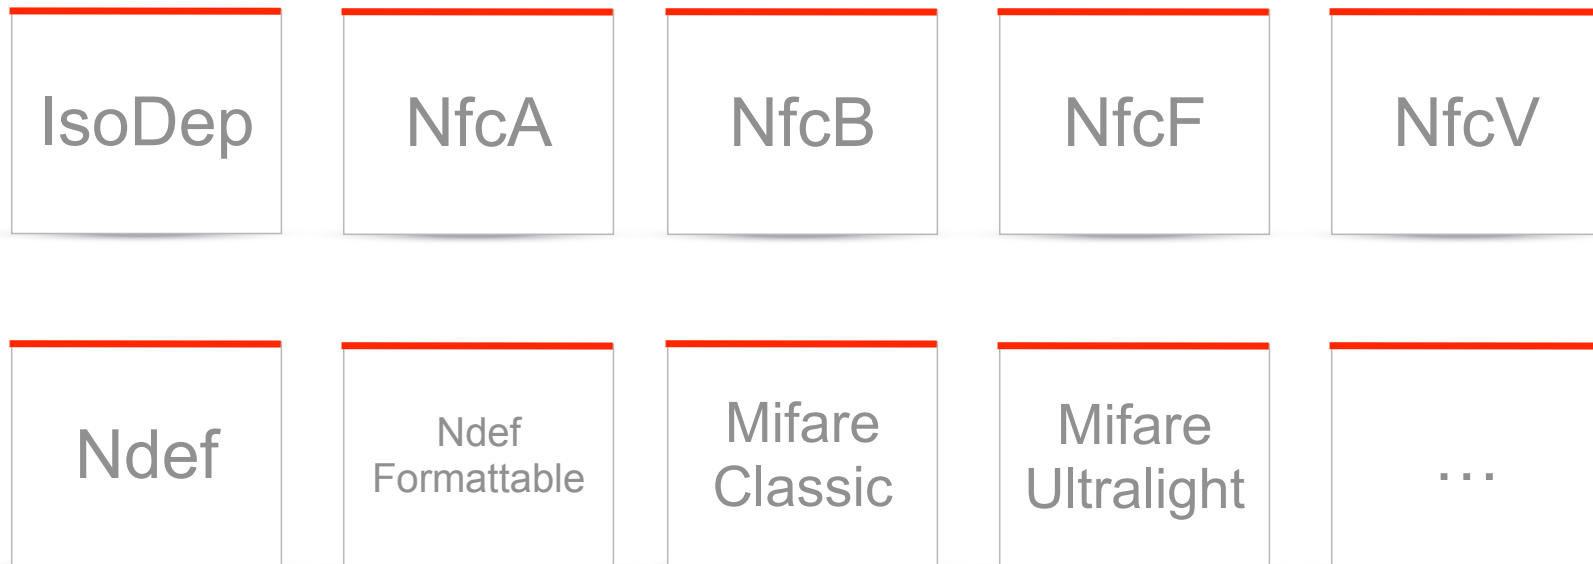 IsoDep
NfcA
NfcB
NfcF
NfcV
Ndef
Ndef
Formattable
Mifare
Classic
Mifare
Ultralight
...